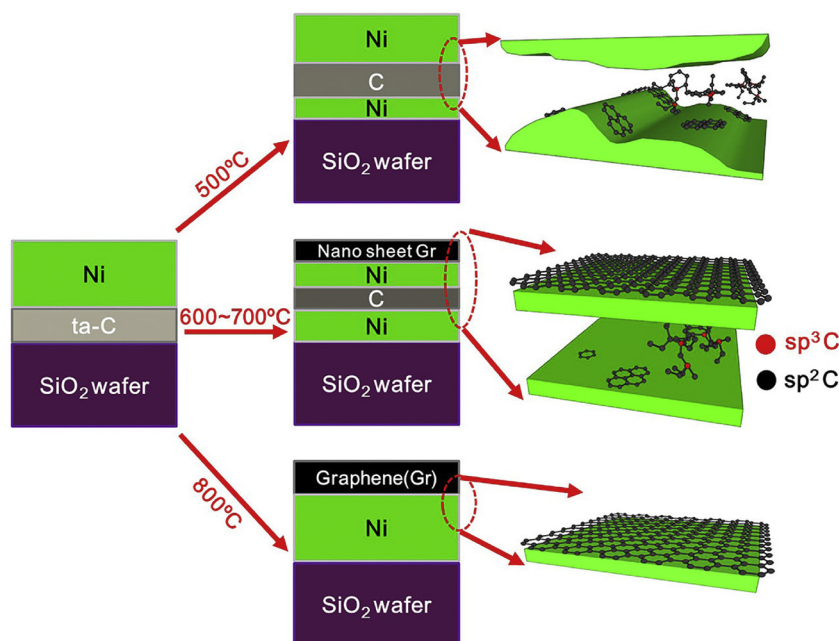 Ni
C
Ni
SiO₂ wafer
500ºC
Ni
ta-C
SiO₂ wafer
600~700ºC
Nano sheet Gr
Ni
C
Ni
SiO₂ wafer
sp³ C
sp² C
800ºC
Graphene(Gr)
Ni
SiO₂ wafer